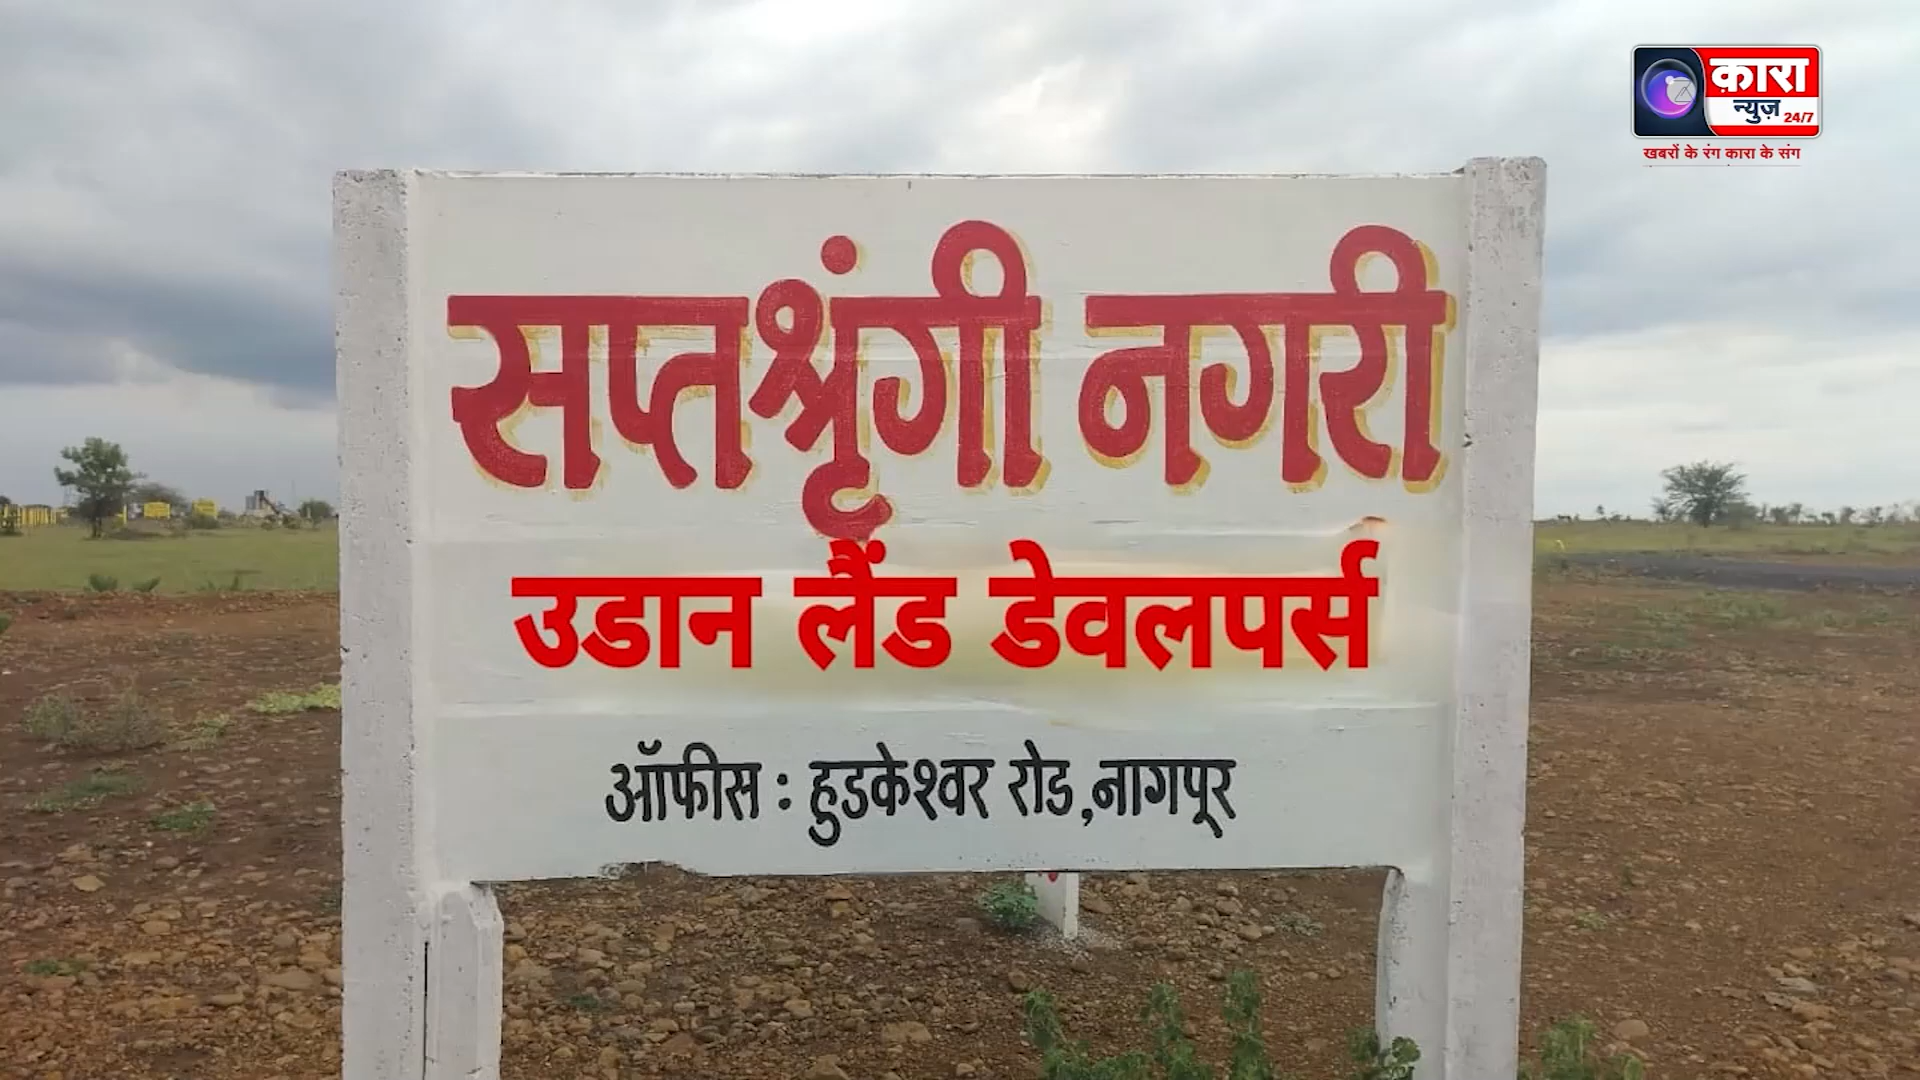 क़ारा
न्युज़ 24/7
खबरों के रंग कारा के संग
सप्तश्रृंगी नगरी
उडान लैंड डेवलपर्स
ऑफीस : हुडकेश्वर रोड,नागपूर